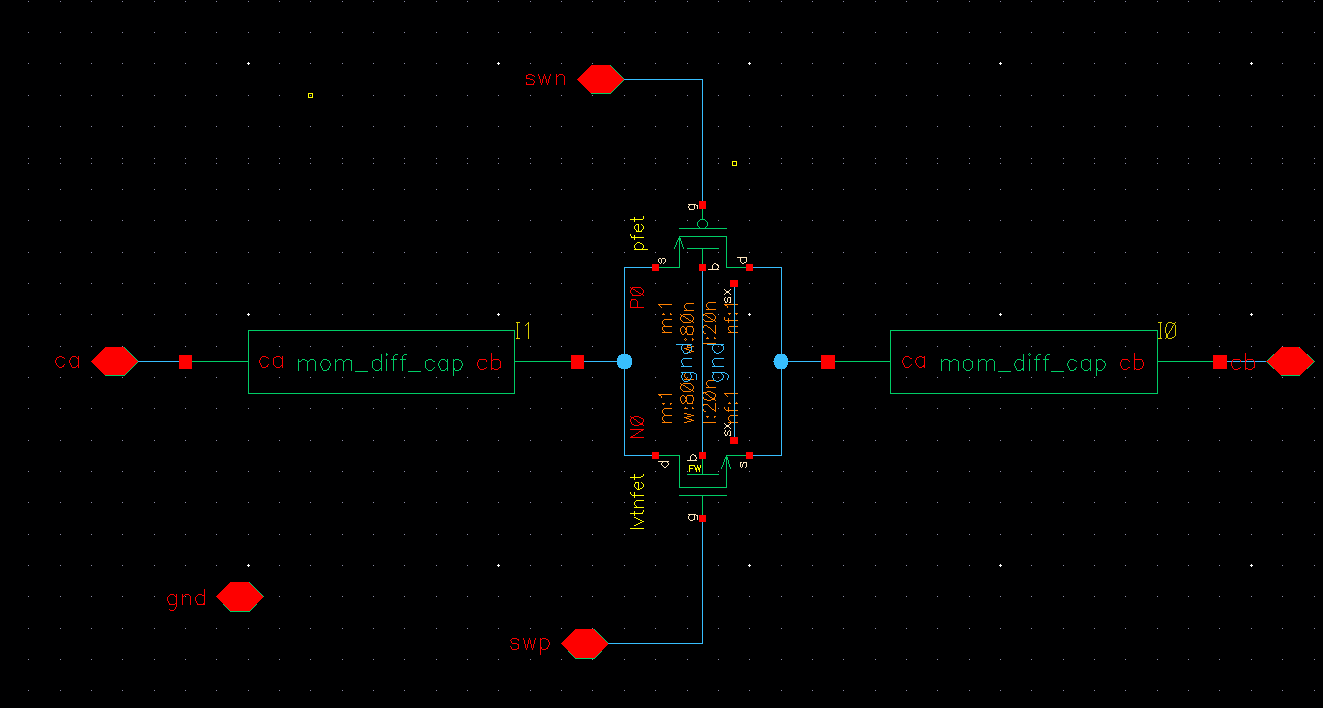 swn
g
pfet
s
b
d
P0
sx
m:1
w:80n
l:20n
nf:1
I1
I0
ca
ca mom_diff_cap cb
gnd
gnd
ca mom_diff_cap cb
cb
m:1
w:80n
l:20n
nf:1
N0
sx
d
b
FW
s
lvtnfet
g
gnd
swp